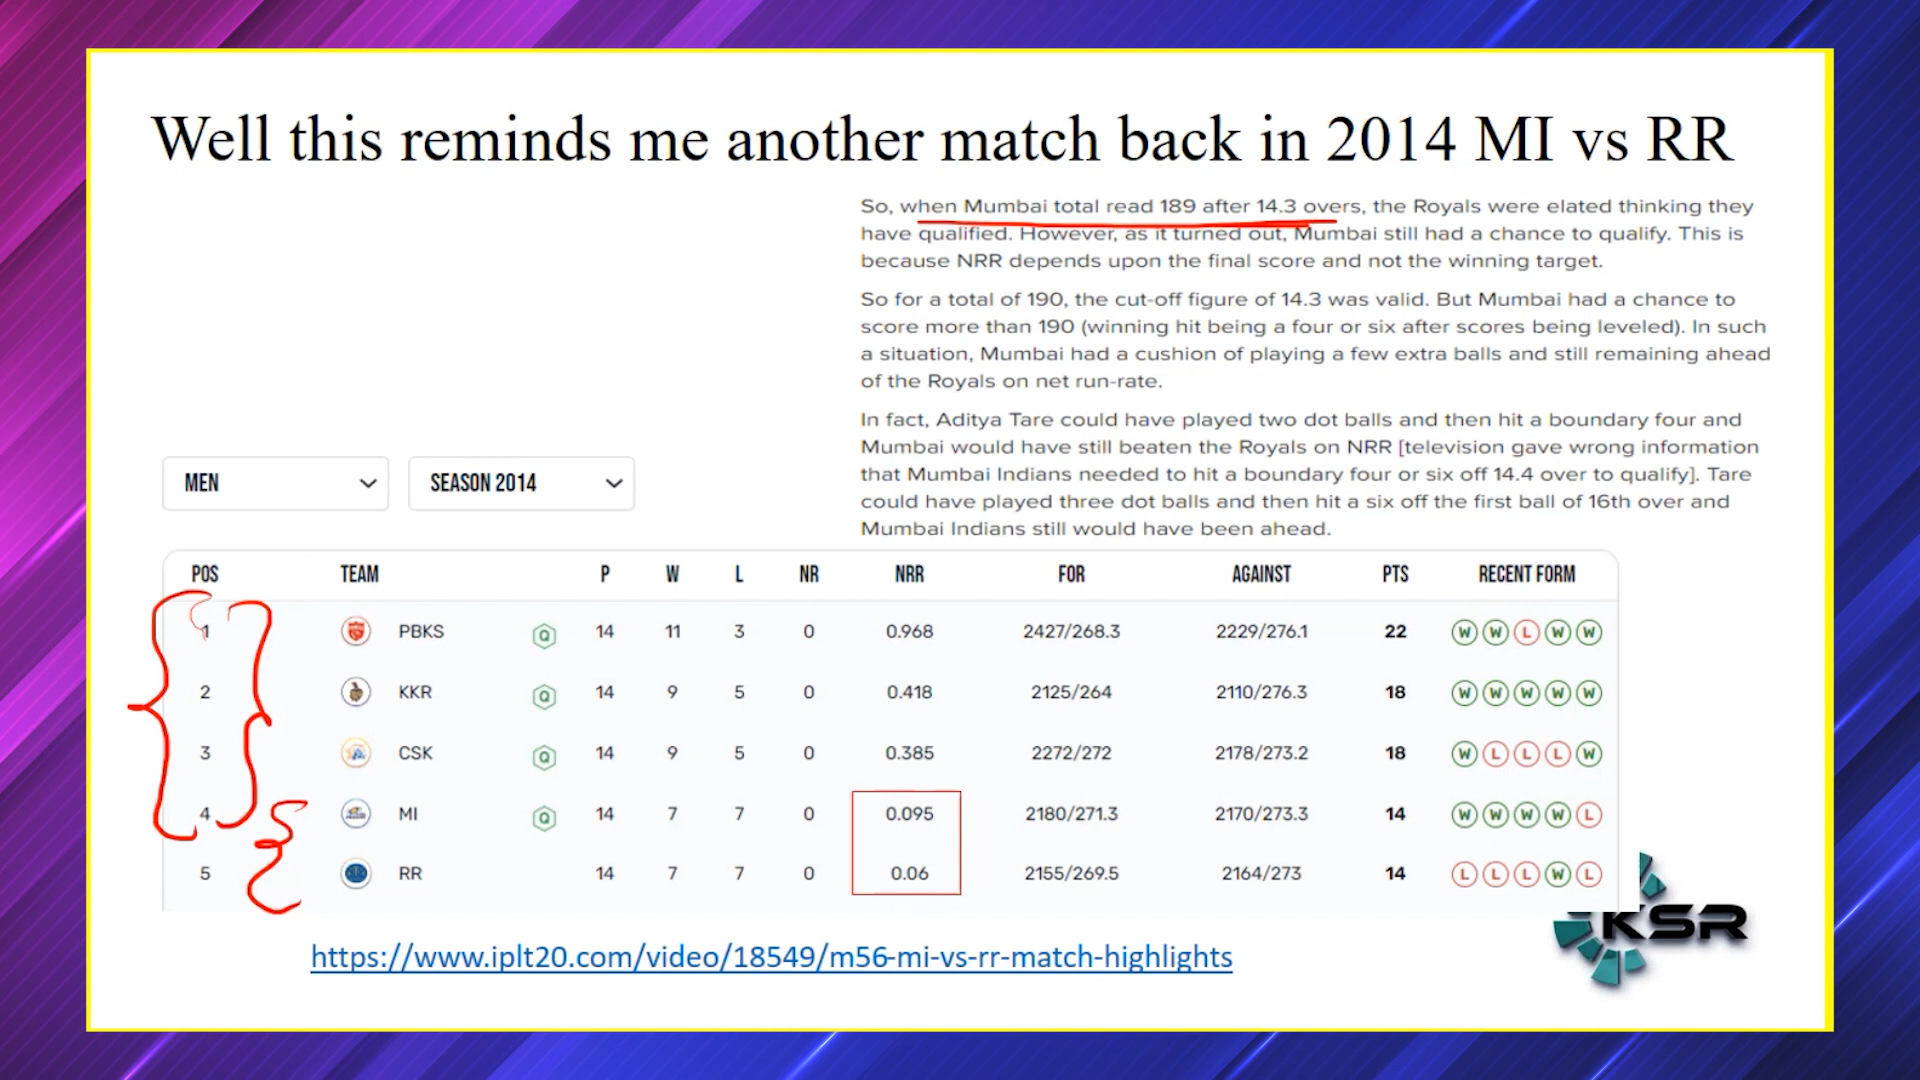 Well this reminds me another match back in 2014 MI vs RR
So, when Mumbai total read 189 after 14.3 overs, the Royals were elated thinking they
have qualified. However, as it turned out, Mumbai still had a chance to qualify. This is
because NRR depends upon the final score and not the winning target.
So for a total of 190, the cut-off figure of 14.3 was valid. But Mumbai had a chance to
score more than 190 (winning hit being a four or six after scores being leveled). In such
a situation, Mumbai had a cushion of playing a few extra balls and still remaining ahead
of the Royals on net run-rate.
In fact, Aditya Tare could have played two dot balls and then hit a boundary four and
Mumbai would have still beaten the Royals on NRR [television gave wrong information
that Mumbai Indians needed to hit a boundary four or six off 14.4 over to qualify]. Tare
could have played three dot balls and then hit a six off the first ball of 16th over and
Mumbai Indians still would have been ahead.
MEN SEASON 2014
POS TEAM P W L NR NRR FOR AGAINST PTS RECENT FORM
1 PBKS Q 14 11 3 0 0.968 2427/268.3 2229/276.1 22 W W L W W
2 KKR Q 14 9 5 0 0.418 2125/264 2110/276.3 18 W W W W W
3 CSK Q 14 9 5 0 0.385 2272/272 2178/273.2 18 W L L L W
4 MI Q 14 7 7 0 0.095 2180/271.3 2170/273.3 14 W W W W L
5 RR 14 7 7 0 0.06 2155/269.5 2164/273 14 L L L W L
https://www.iplt20.com/video/18549/m56-mi-vs-rr-match-highlights
KSR